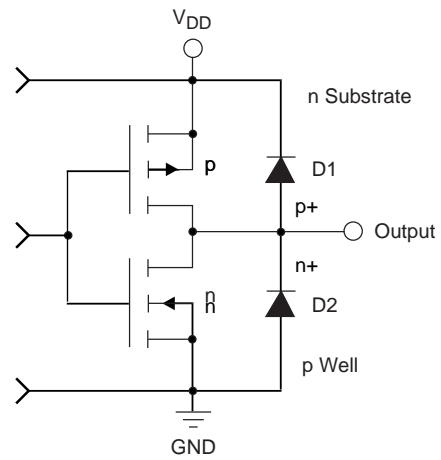 VDD
n Substrate
p
D1
p+
Output
n+
n
n
D2
p Well
GND